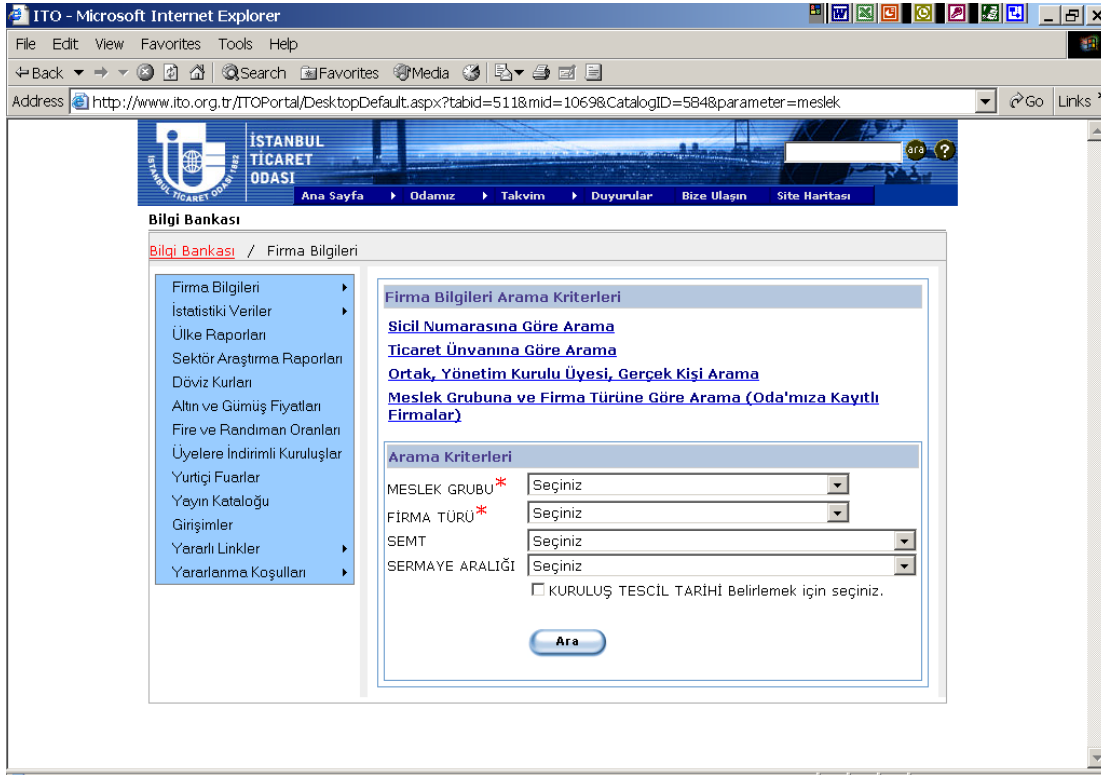 ITO - Microsoft Internet Explorer
File Edit View Favorites Tools Help
Back Search Favorites Media
Address http://www.ito.org.tr/ITOPortal/DesktopDefault.aspx?tabid=511&mid=1069&CatalogID=584&parameter=meslek Go Links
İSTANBUL
TİCARET
ODASI
İSTANBUL TİCARET ODASI 1882
ara ?
Ana Sayfa Odamız Takvim Duyurular Bize Ulaşın Site Haritası
Bilgi Bankası
Bilgi Bankası / Firma Bilgileri
Firma Bilgileri
İstatistiki Veriler
Ülke Raporları
Sektör Araştırma Raporları
Döviz Kurları
Altın ve Gümüş Fiyatları
Fire ve Randıman Oranları
Üyelere İndirimli Kuruluşlar
Yurtiçi Fuarlar
Yayın Kataloğu
Girişimler
Yararlı Linkler
Yararlanma Koşulları
Firma Bilgileri Arama Kriterleri
Sicil Numarasına Göre Arama
Ticaret Ünvanına Göre Arama
Ortak, Yönetim Kurulu Üyesi, Gerçek Kişi Arama
Meslek Grubuna ve Firma Türüne Göre Arama (Oda'mıza Kayıtlı
Firmalar)
Arama Kriterleri
MESLEK GRUBU* Seçiniz
FİRMA TÜRÜ* Seçiniz
SEMT Seçiniz
SERMAYE ARALIĞI Seçiniz
KURULUŞ TESCİL TARİHİ Belirlemek için seçiniz.
Ara